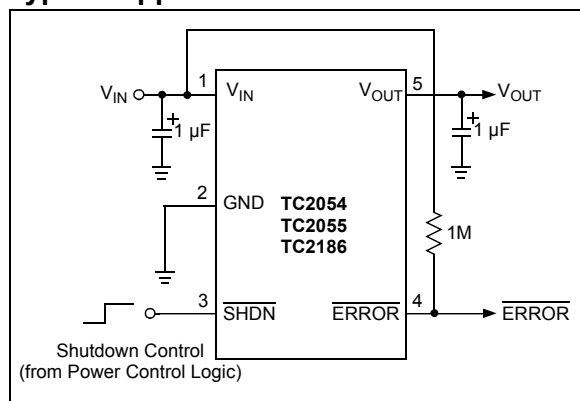 1
5
V_IN
V_IN
V_OUT
V_OUT
+
1 µF
+
1 µF
2
GND
TC2054
TC2055
TC2186
1M
3
4
SHDN
ERROR
ERROR
Shutdown Control
(from Power Control Logic)